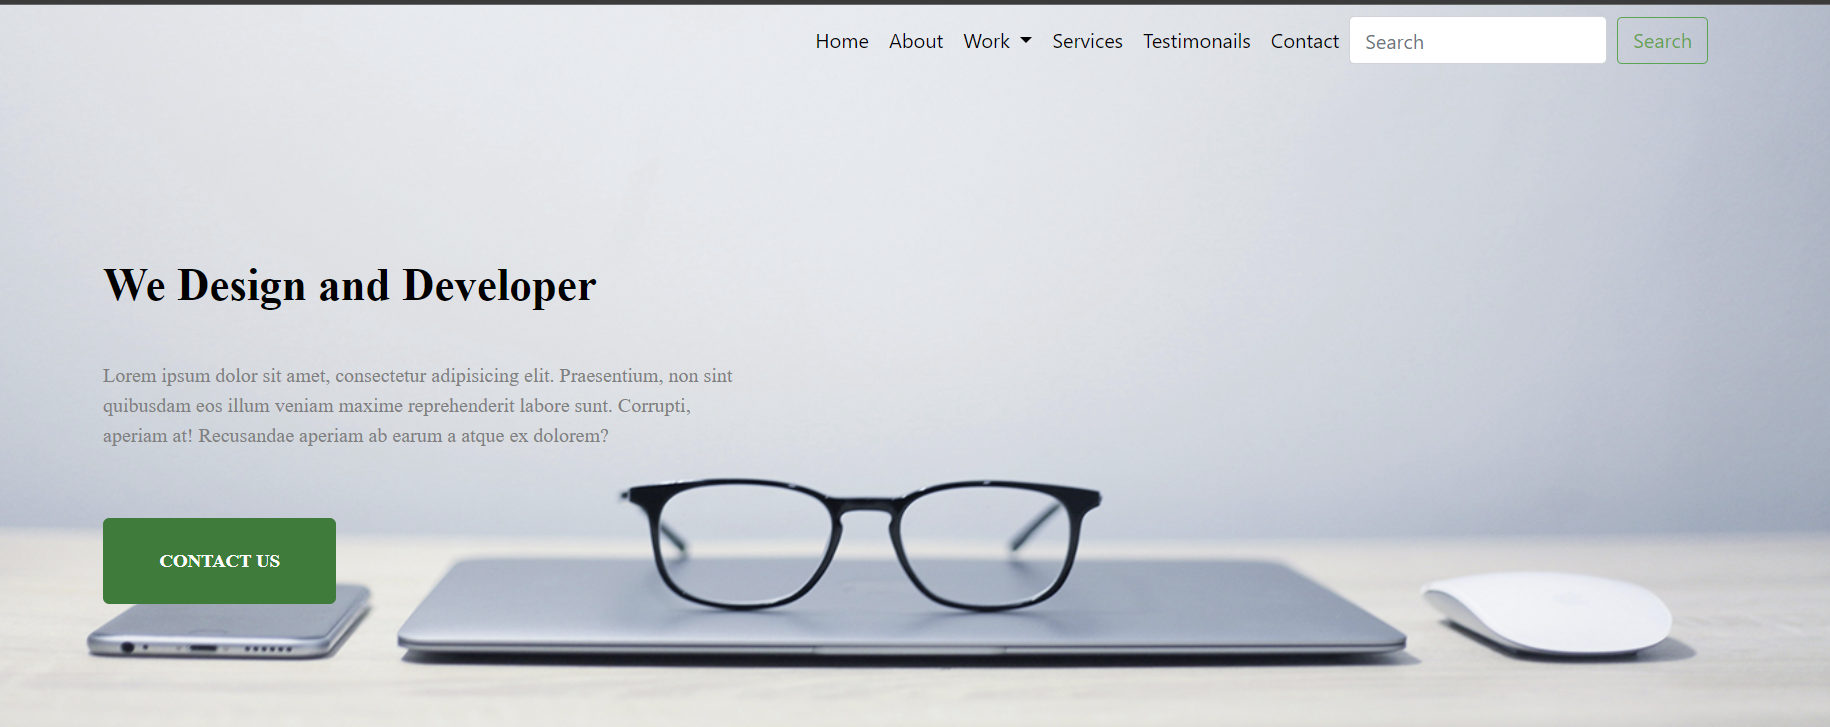 Home About Work Services Testimonails Contact Search Search
We Design and Developer
Lorem ipsum dolor sit amet, consectetur adipisicing elit. Praesentium, non sint
quibusdam eos illum veniam maxime reprehenderit labore sunt. Corrupti,
aperiam at! Recusandae aperiam ab earum a atque ex dolorem?
CONTACT US